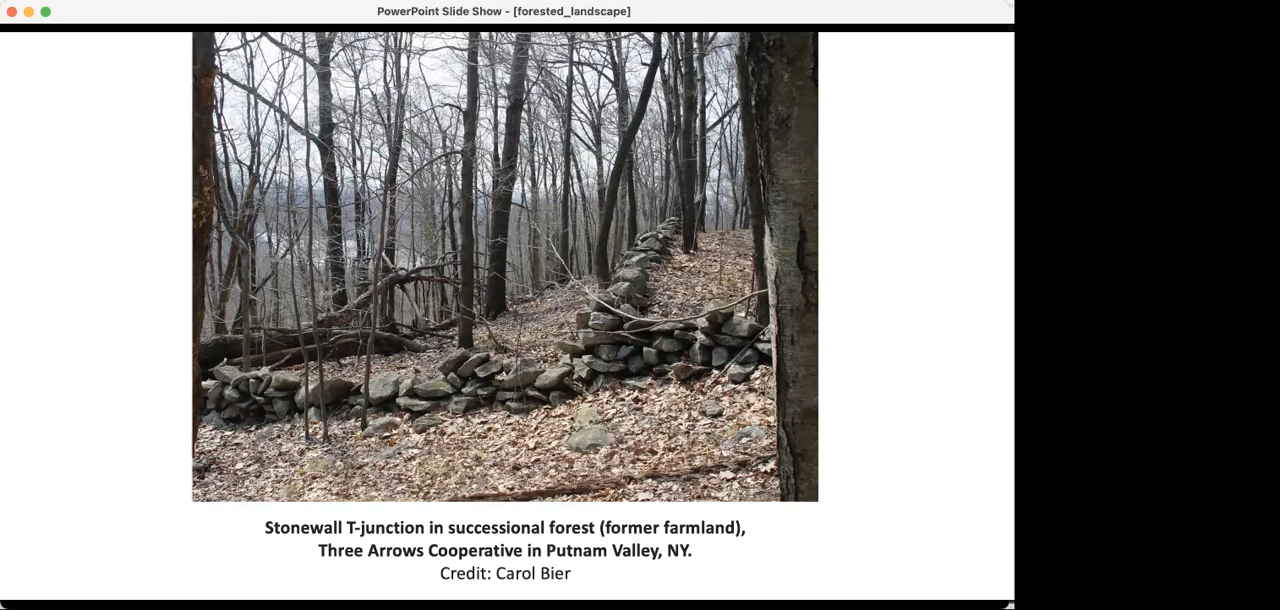 PowerPoint Slide Show - [forested_landscape]
Stonewall T-junction in successional forest (former farmland),
Three Arrows Cooperative in Putnam Valley, NY.
Credit: Carol Bier